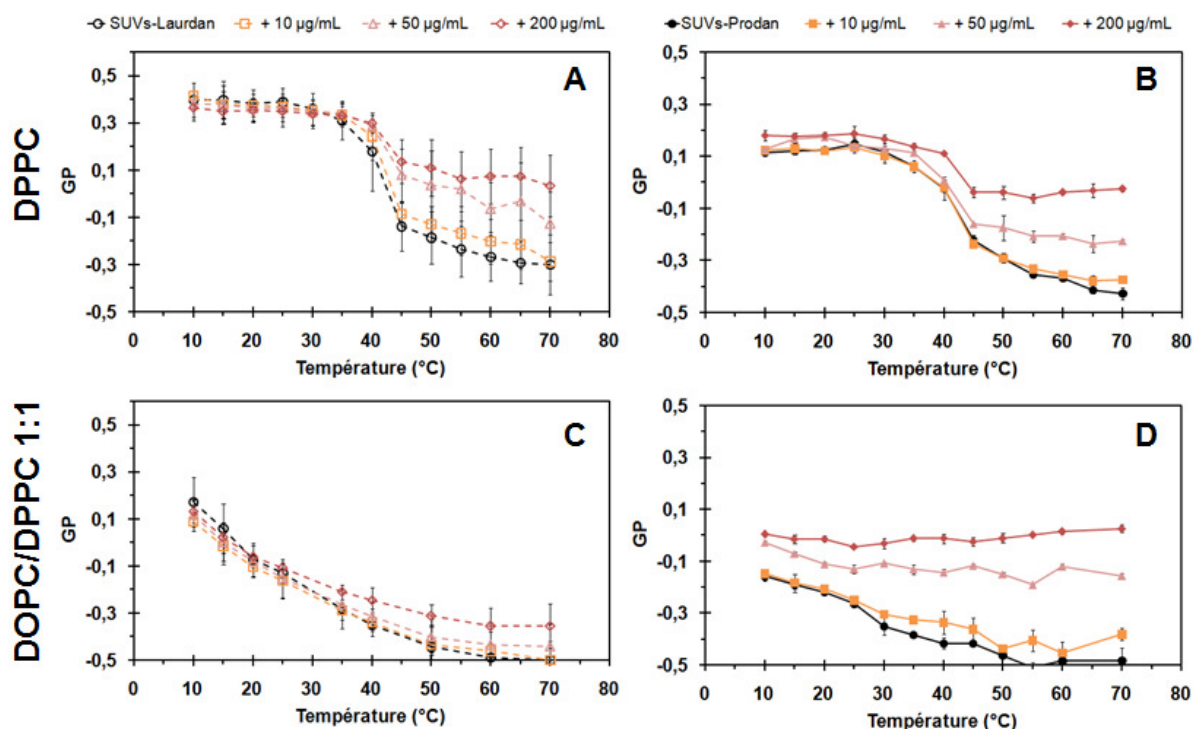 SUVs-Laurdan + 10 µg/mL + 50 µg/mL + 200 µg/mL
SUVs-Prodan + 10 µg/mL + 50 µg/mL + 200 µg/mL
DPPC
A
GP
0,5
0,3
0,1
-0,1
-0,3
-0,5
0 10 20 30 40 50 60 70 80
Température (°C)
B
GP
0,5
0,3
0,1
-0,1
-0,3
-0,5
0 10 20 30 40 50 60 70 80
Température (°C)
DOPC/DPPC 1:1
C
GP
0,5
0,3
0,1
-0,1
-0,3
-0,5
0 10 20 30 40 50 60 70 80
Température (°C)
D
GP
0,5
0,3
0,1
-0,1
-0,3
-0,5
0 10 20 30 40 50 60 70 80
Température (°C)